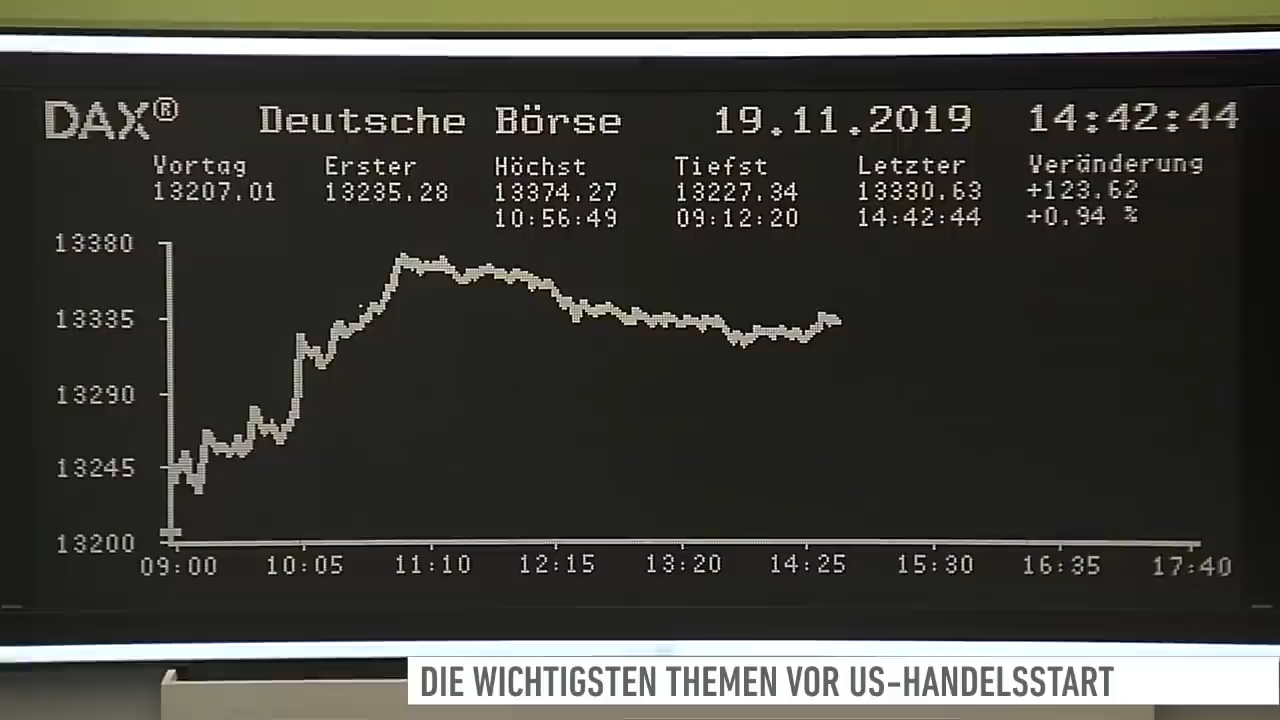 DAX® Deutsche Börse 19.11.2019 14:42:44
Vortag Erster Höchst Tiefst Letzter Veränderung
13207.01 13235.28 13374.27 13227.34 13330.63 +123.62
10:56:49 09:12:20 14:42:44 +0.94 %
13380
13335
13290
13245
13200
09:00 10:05 11:10 12:15 13:20 14:25 15:30 16:35 17:40
DIE WICHTIGSTEN THEMEN VOR US-HANDELSSTART